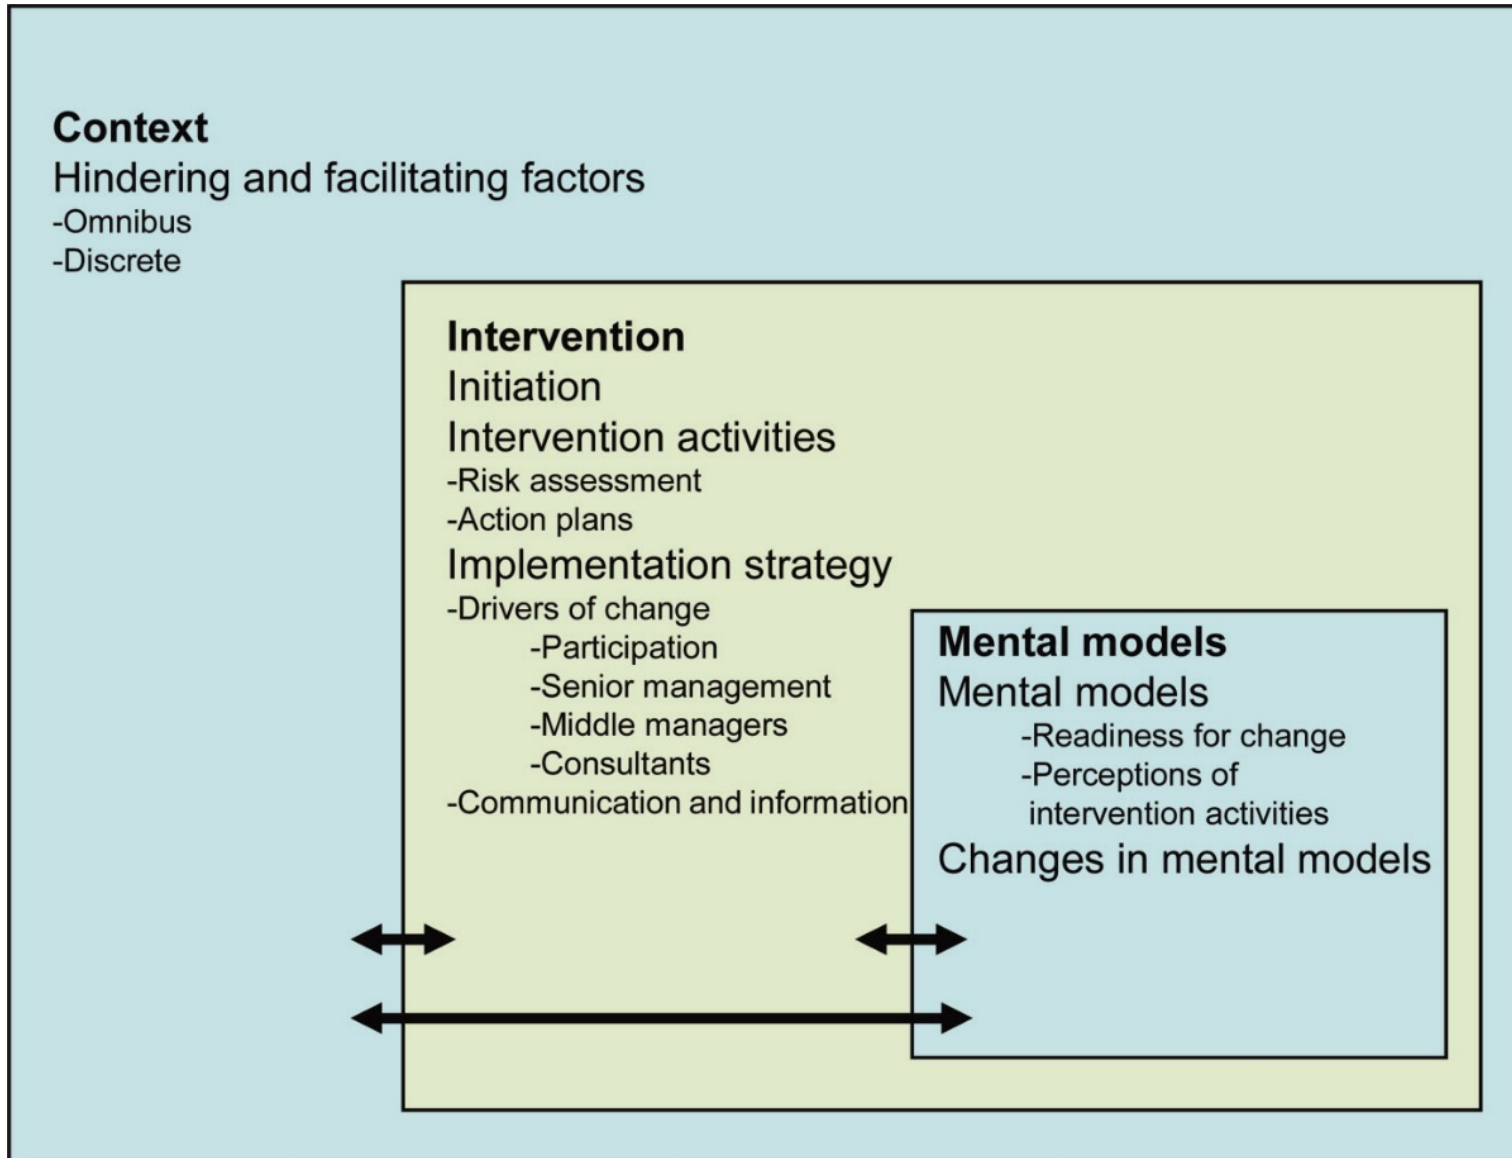 Context
Hindering and facilitating factors
-Omnibus
-Discrete
Intervention
Initiation
Intervention activities
-Risk assessment
-Action plans
Implementation strategy
-Drivers of change
-Participation
-Senior management
-Middle managers
-Consultants
-Communication and information
Mental models
Mental models
-Readiness for change
-Perceptions of
intervention activities
Changes in mental models